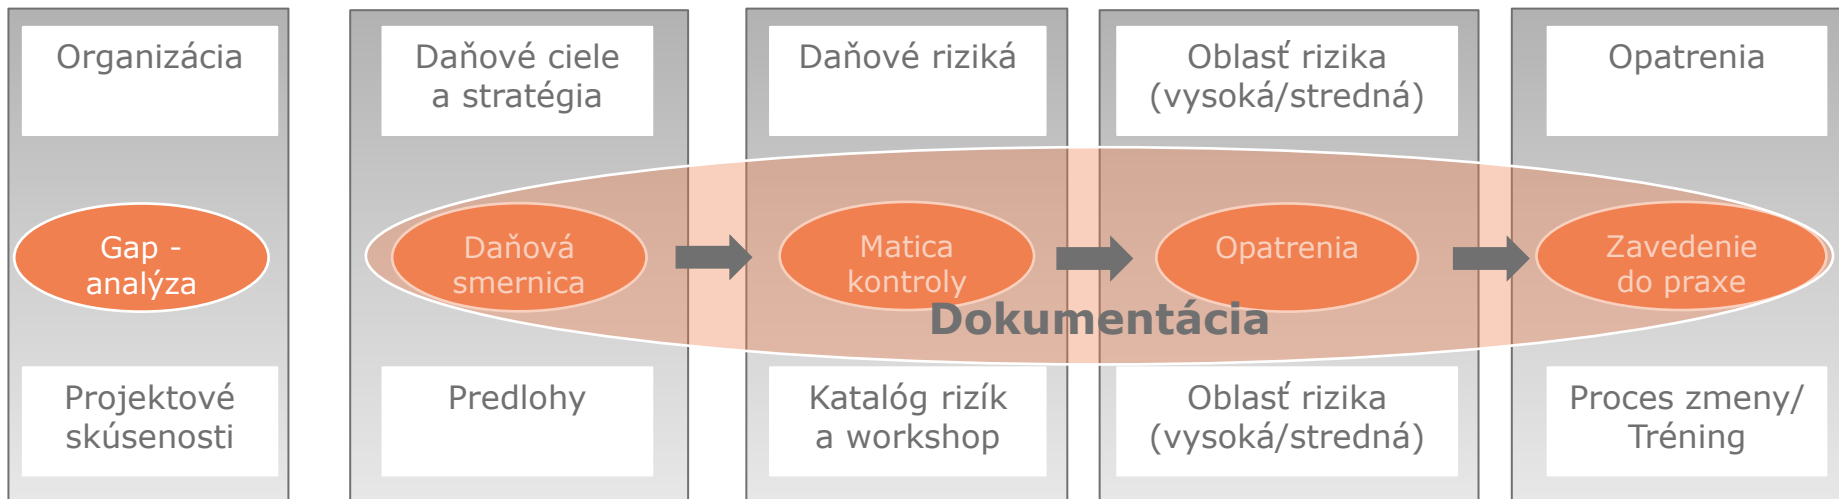 Organizácia
Gap -
analýza
Projektové
skúsenosti
Daňové ciele
a stratégia
Daňová
smernica
Predlohy
Daňové riziká
Matica
kontroly
Katalóg rizík
a workshop
Oblasť rizika
(vysoká/stredná)
Opatrenia
Oblasť rizika
(vysoká/stredná)
Opatrenia
Zavedenie
do praxe
Proces zmeny/
Tréning
Dokumentácia